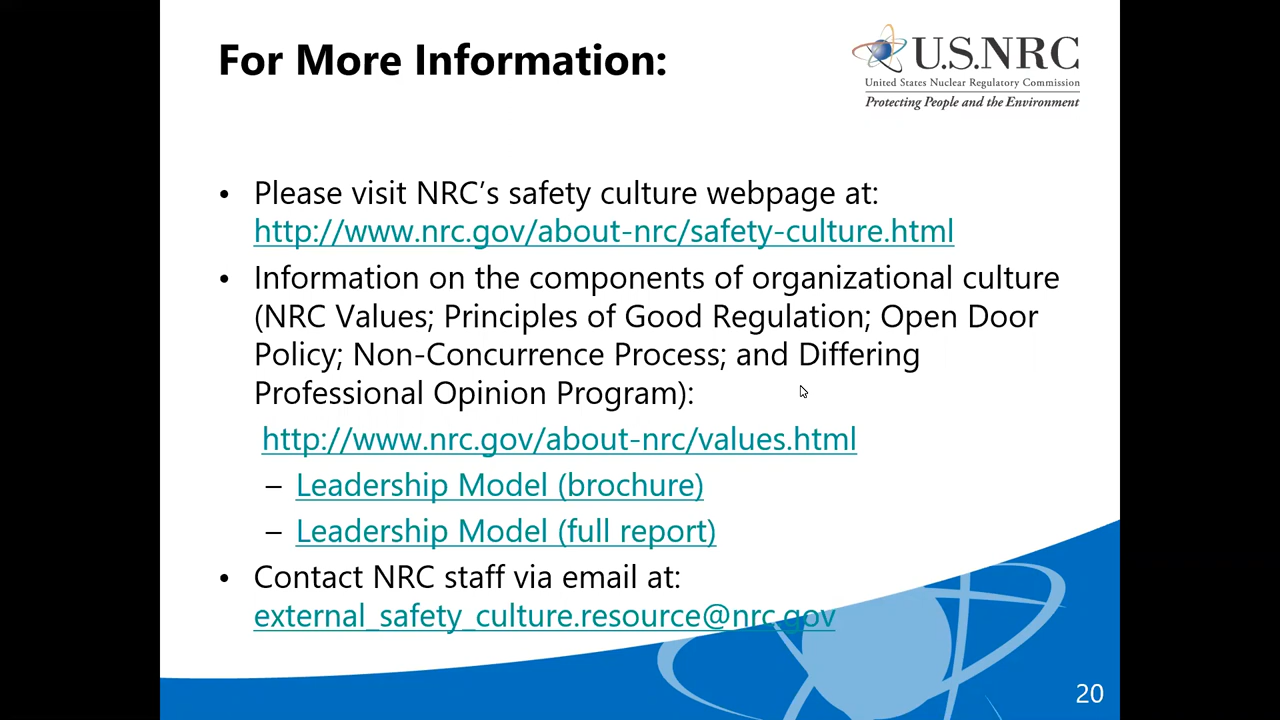 For More Information:
U.S.NRC
United States Nuclear Regulatory Commission
Protecting People and the Environment
• Please visit NRC’s safety culture webpage at:
http://www.nrc.gov/about-nrc/safety-culture.html
• Information on the components of organizational culture
(NRC Values; Principles of Good Regulation; Open Door
Policy; Non-Concurrence Process; and Differing
Professional Opinion Program):
http://www.nrc.gov/about-nrc/values.html
– Leadership Model (brochure)
– Leadership Model (full report)
• Contact NRC staff via email at:
external_safety_culture.resource@nrc.gov
20